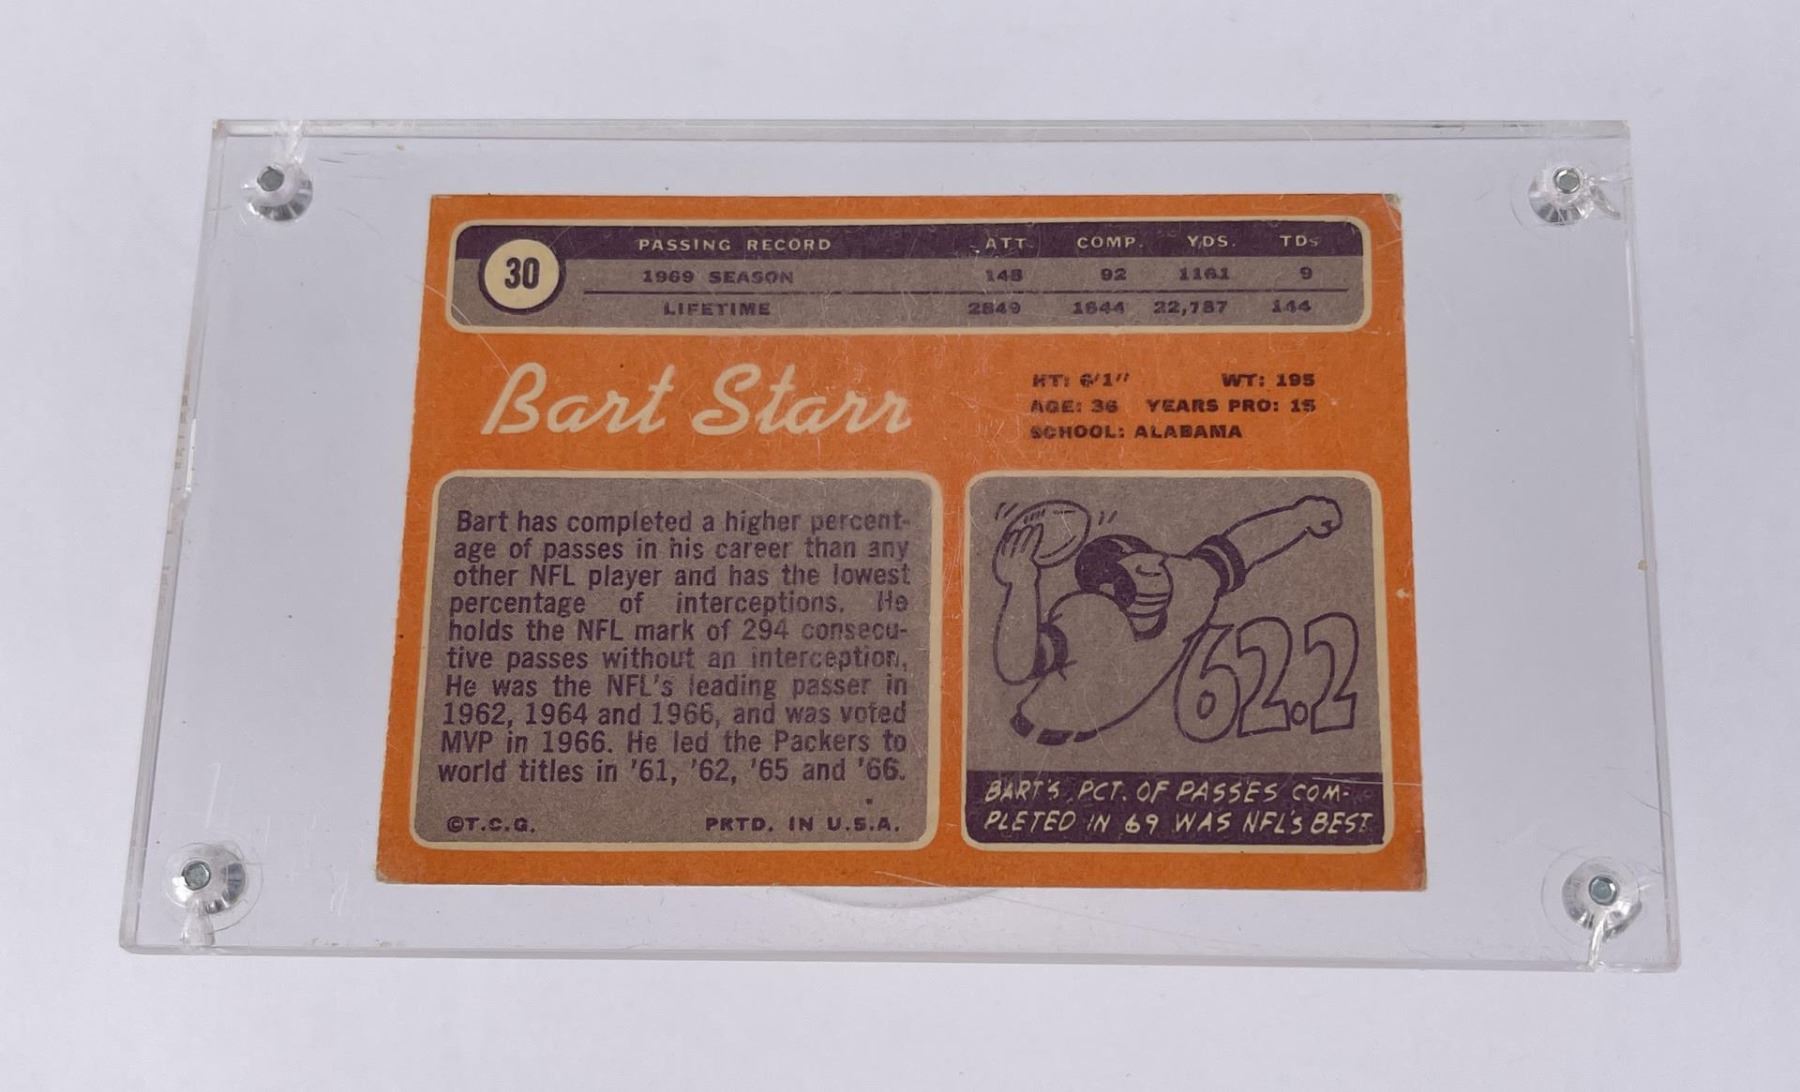 30
PASSING RECORD ATT. COMP. YDS. TDs
1969 SEASON 148 92 1161 9
LIFETIME 2849 1644 22,787 144
Bart Starr
HT: 6'1" WT: 195
AGE: 36 YEARS PRO: 15
SCHOOL: ALABAMA
Bart has completed a higher percent-
age of passes in his career than any
other NFL player and has the lowest
percentage of interceptions. He
holds the NFL mark of 294 consecu-
tive passes without an interception,
He was the NFL's leading passer in
1962, 1964 and 1966, and was voted
MVP in 1966. He led the Packers to
world titles in '61, '62, '65 and '66.
©T.C.G. PRTD. IN U.S.A.
62.2
BART'S PCT. OF PASSES COM-
PLETED IN 69 WAS NFL'S BEST